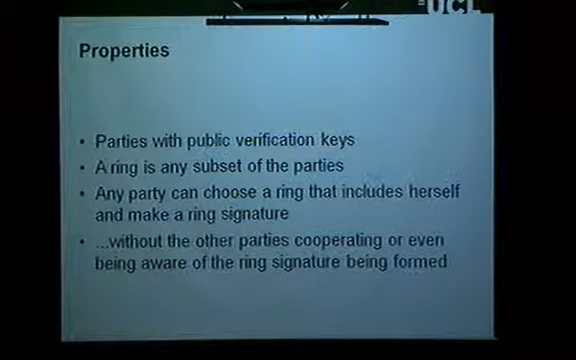 UCL
Properties
• Parties with public verification keys
• A ring is any subset of the parties
• Any party can choose a ring that includes herself
and make a ring signature
• ...without the other parties cooperating or even
being aware of the ring signature being formed